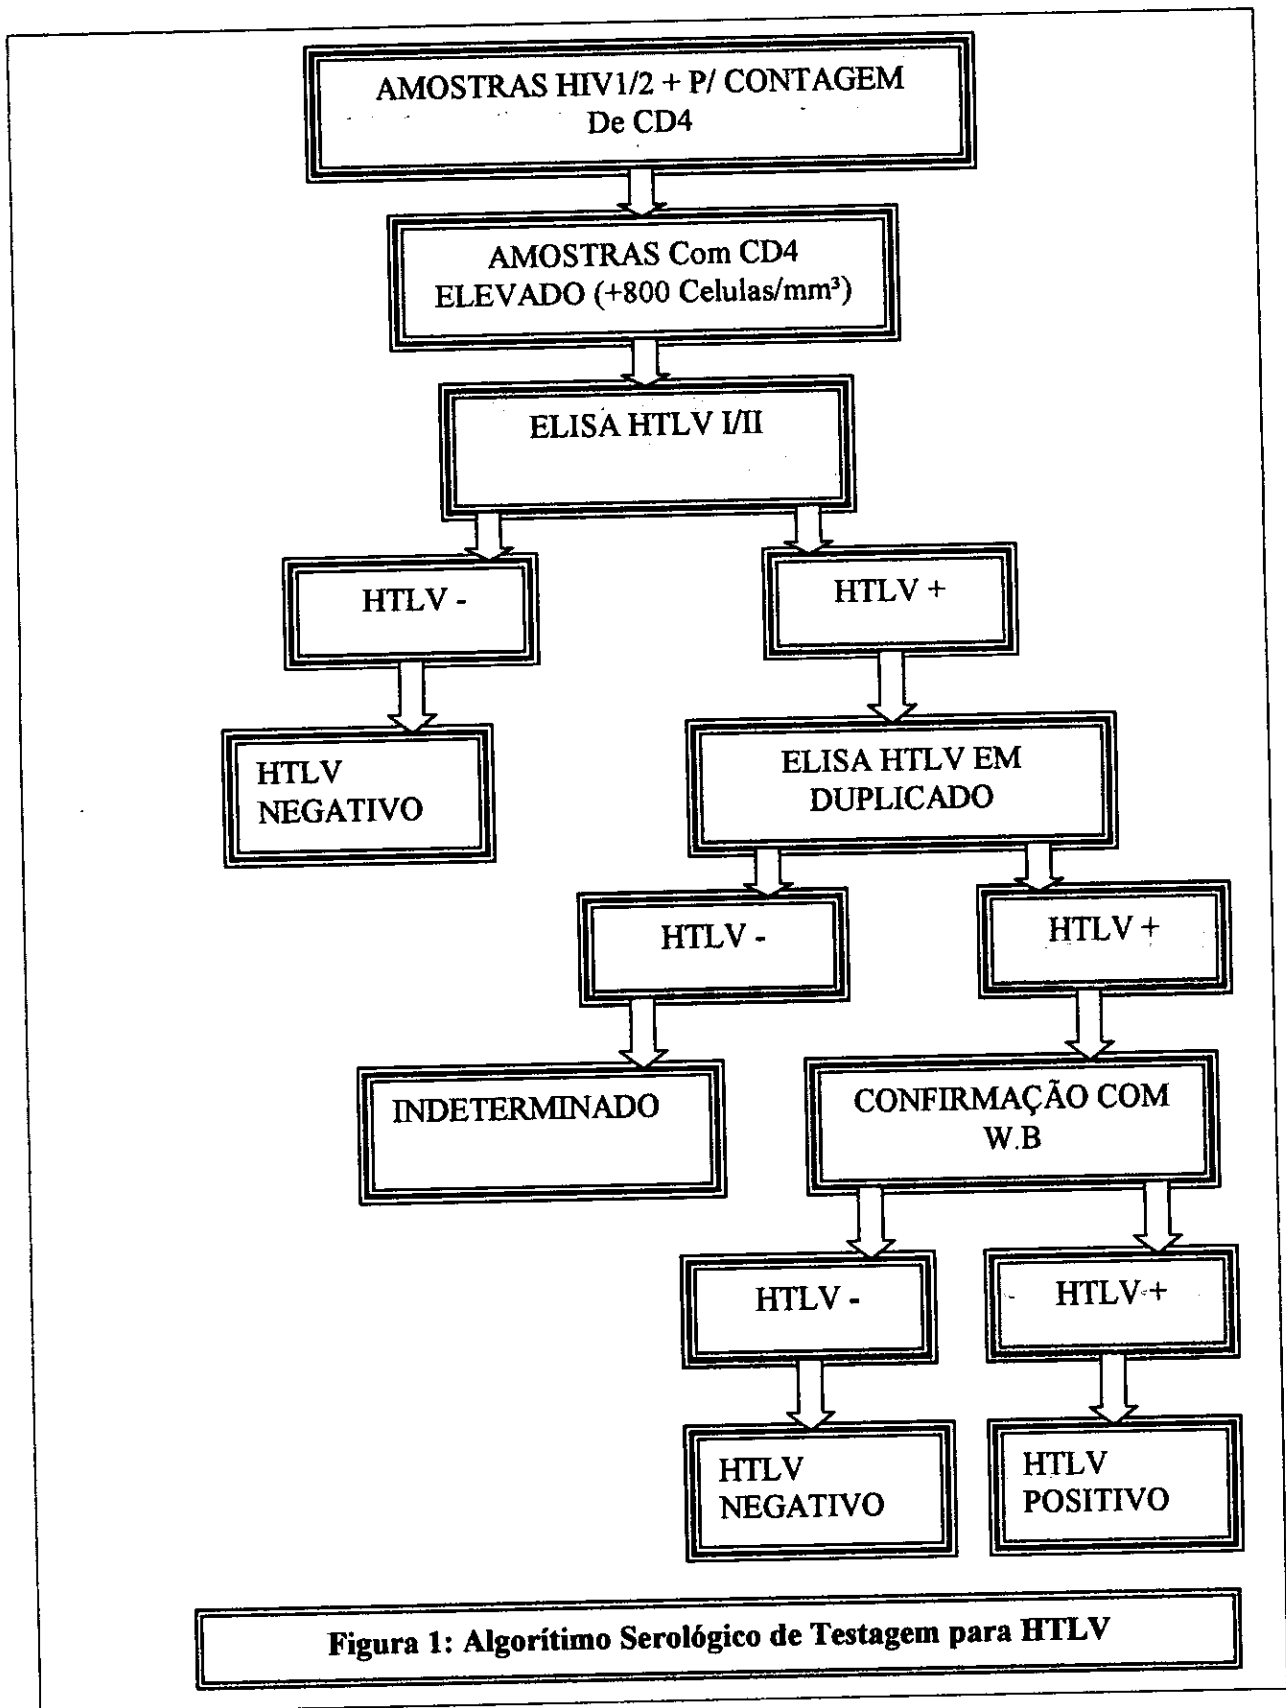 AMOSTRAS HIV1/2 + P/ CONTAGEM
De CD4
AMOSTRAS Com CD4
ELEVADO (+800 Celulas/mm³)
ELISA HTLV I/II
HTLV -
HTLV +
HTLV
NEGATIVO
ELISA HTLV EM
DUPLICADO
HTLV -
HTLV +
INDETERMINADO
CONFIRMAÇÃO COM
W.B
HTLV -
HTLV +
HTLV
NEGATIVO
HTLV
POSITIVO
Figura 1: Algorítimo Serológico de Testagem para HTLV